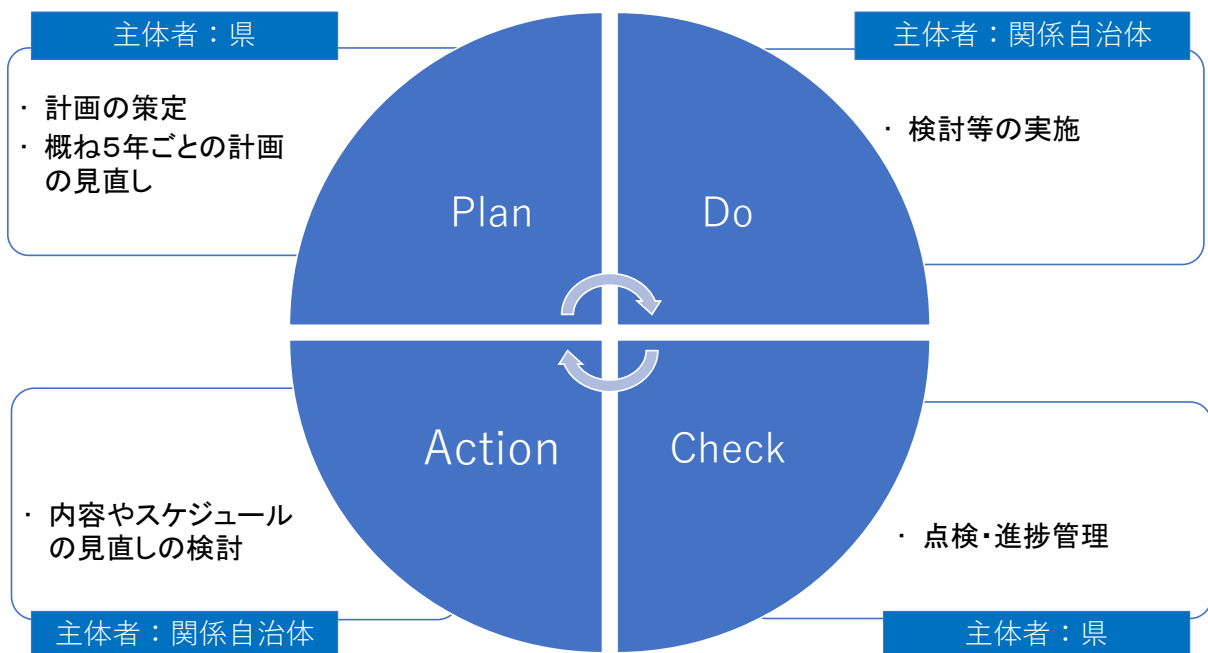 主体者：県
・ 計画の策定
・ 概ね５年ごとの計画
の見直し
Plan
主体者：関係自治体
・ 検討等の実施
Do
Action
・ 内容やスケジュール
の見直しの検討
主体者：関係自治体
Check
・ 点検・進捗管理
主体者：県